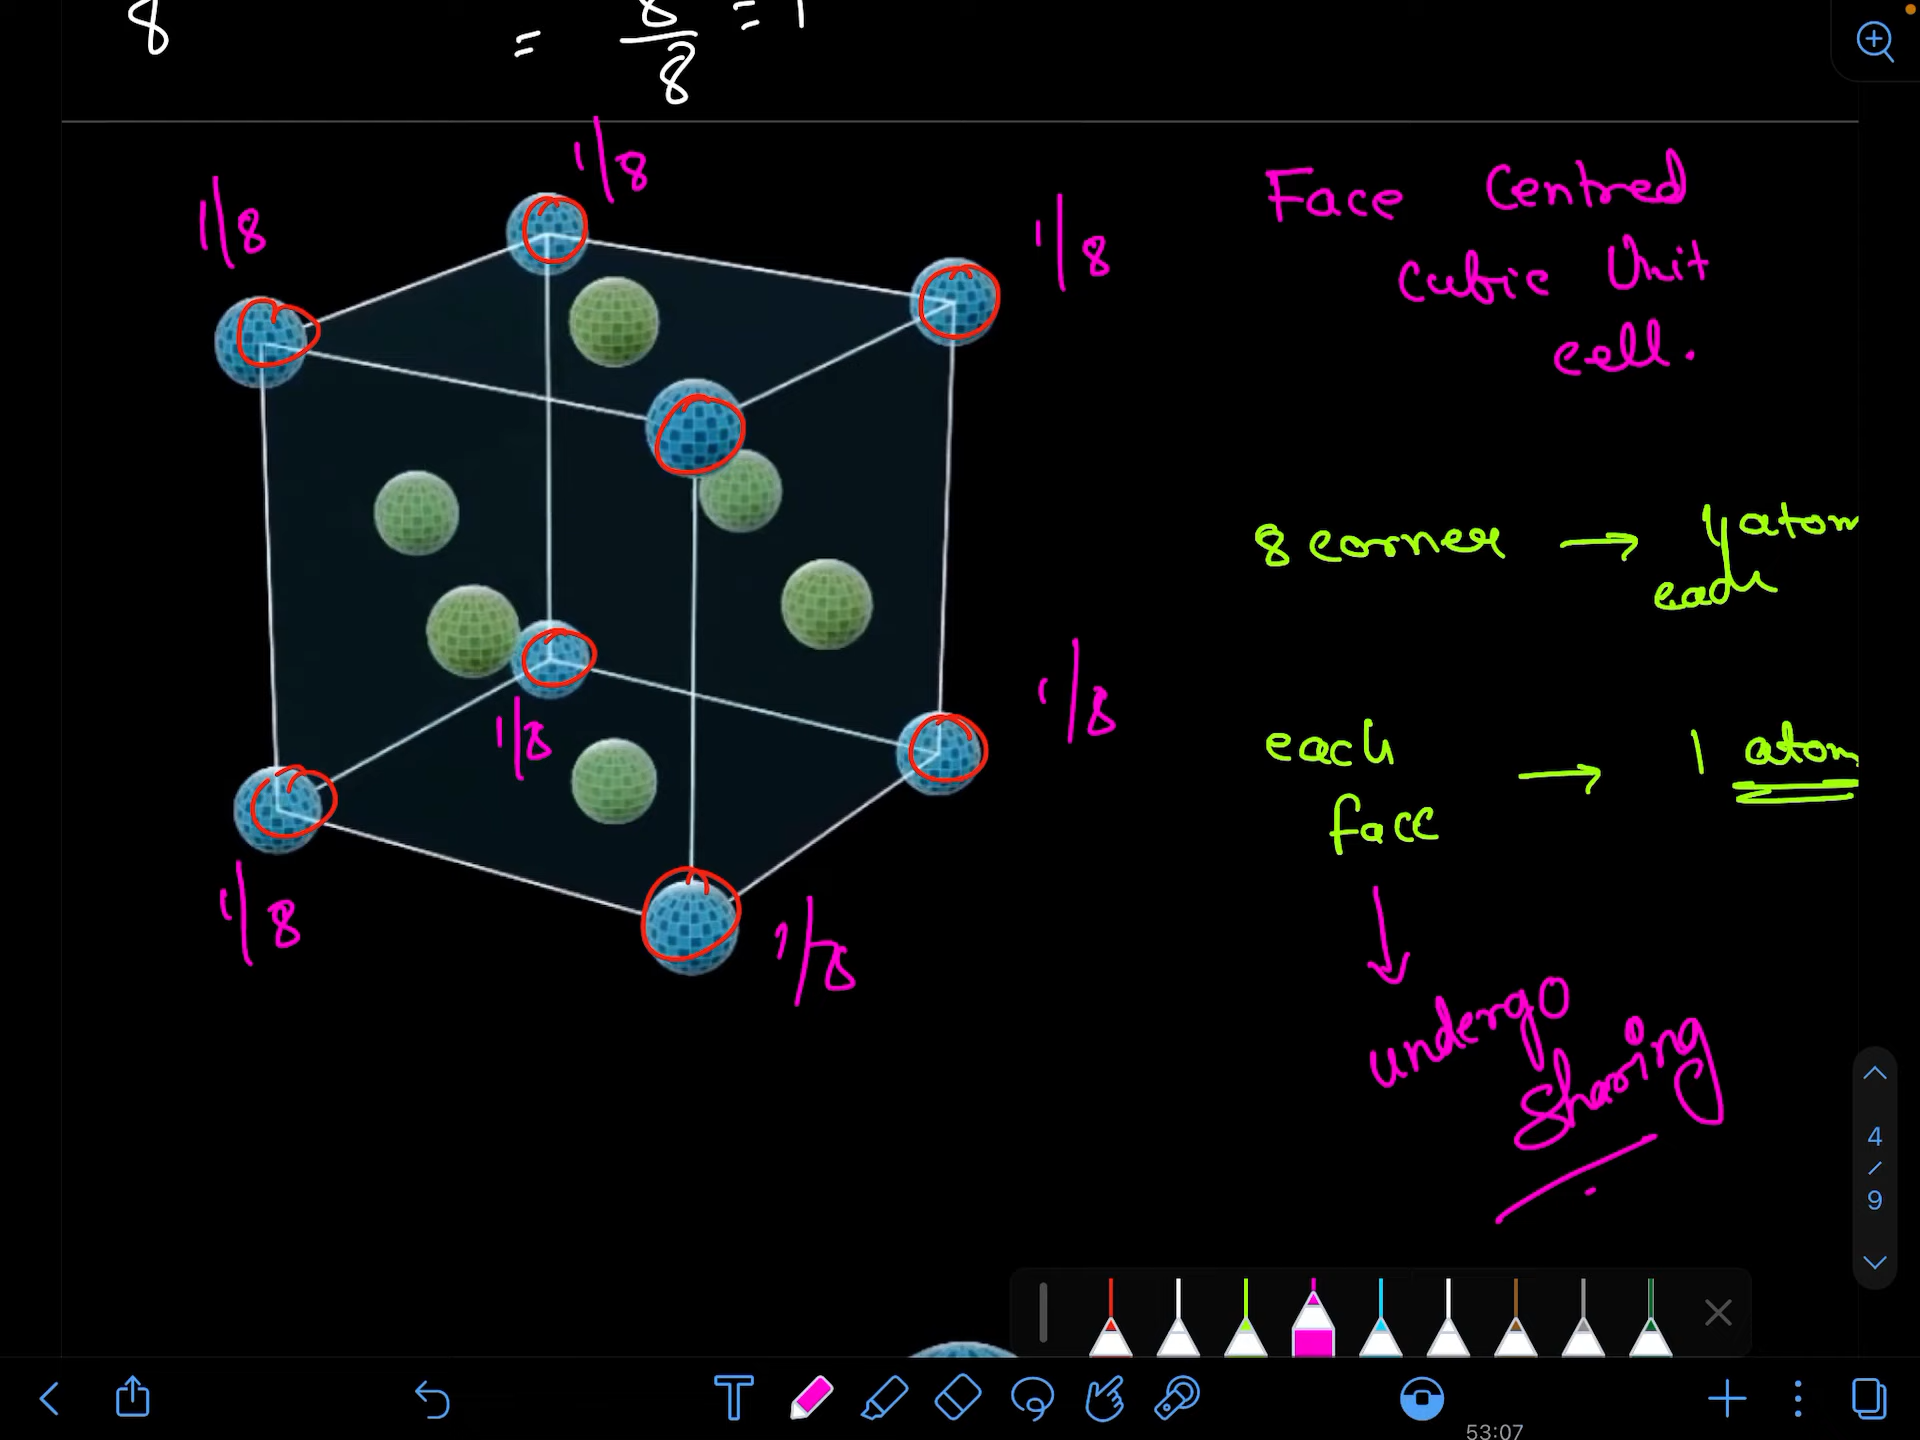 8
= 8/8 = 1
1/8
1/8
1/8
Face Centred
Cubic Unit
cell.
8 corner → 1 atom
each
1/8
1/8
each
face → 1 atom
1/8
1/8
undergo
Sharing
4
/
9
T
53:07